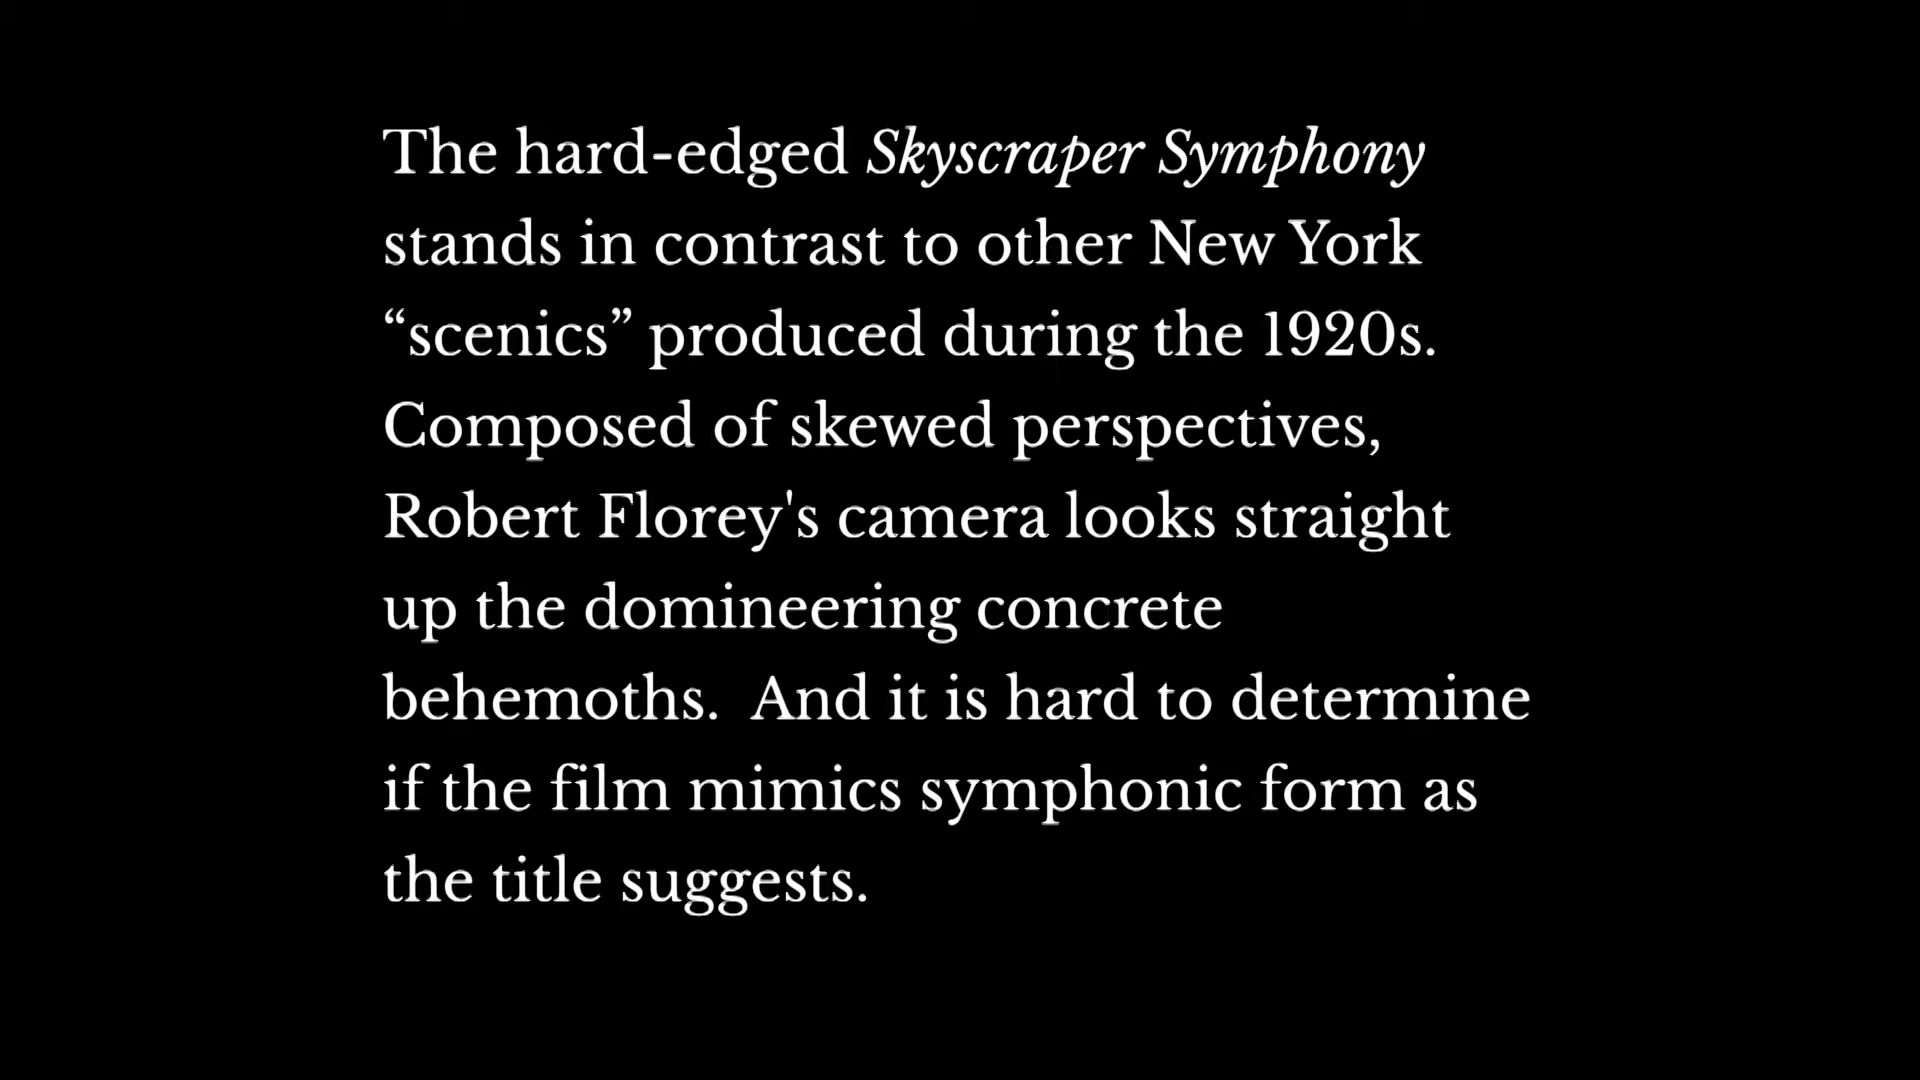 The hard-edged Skyscraper Symphony
stands in contrast to other New York
“scenics” produced during the 1920s.
Composed of skewed perspectives,
Robert Florey's camera looks straight
up the domineering concrete
behemoths.  And it is hard to determine
if the film mimics symphonic form as
the title suggests.